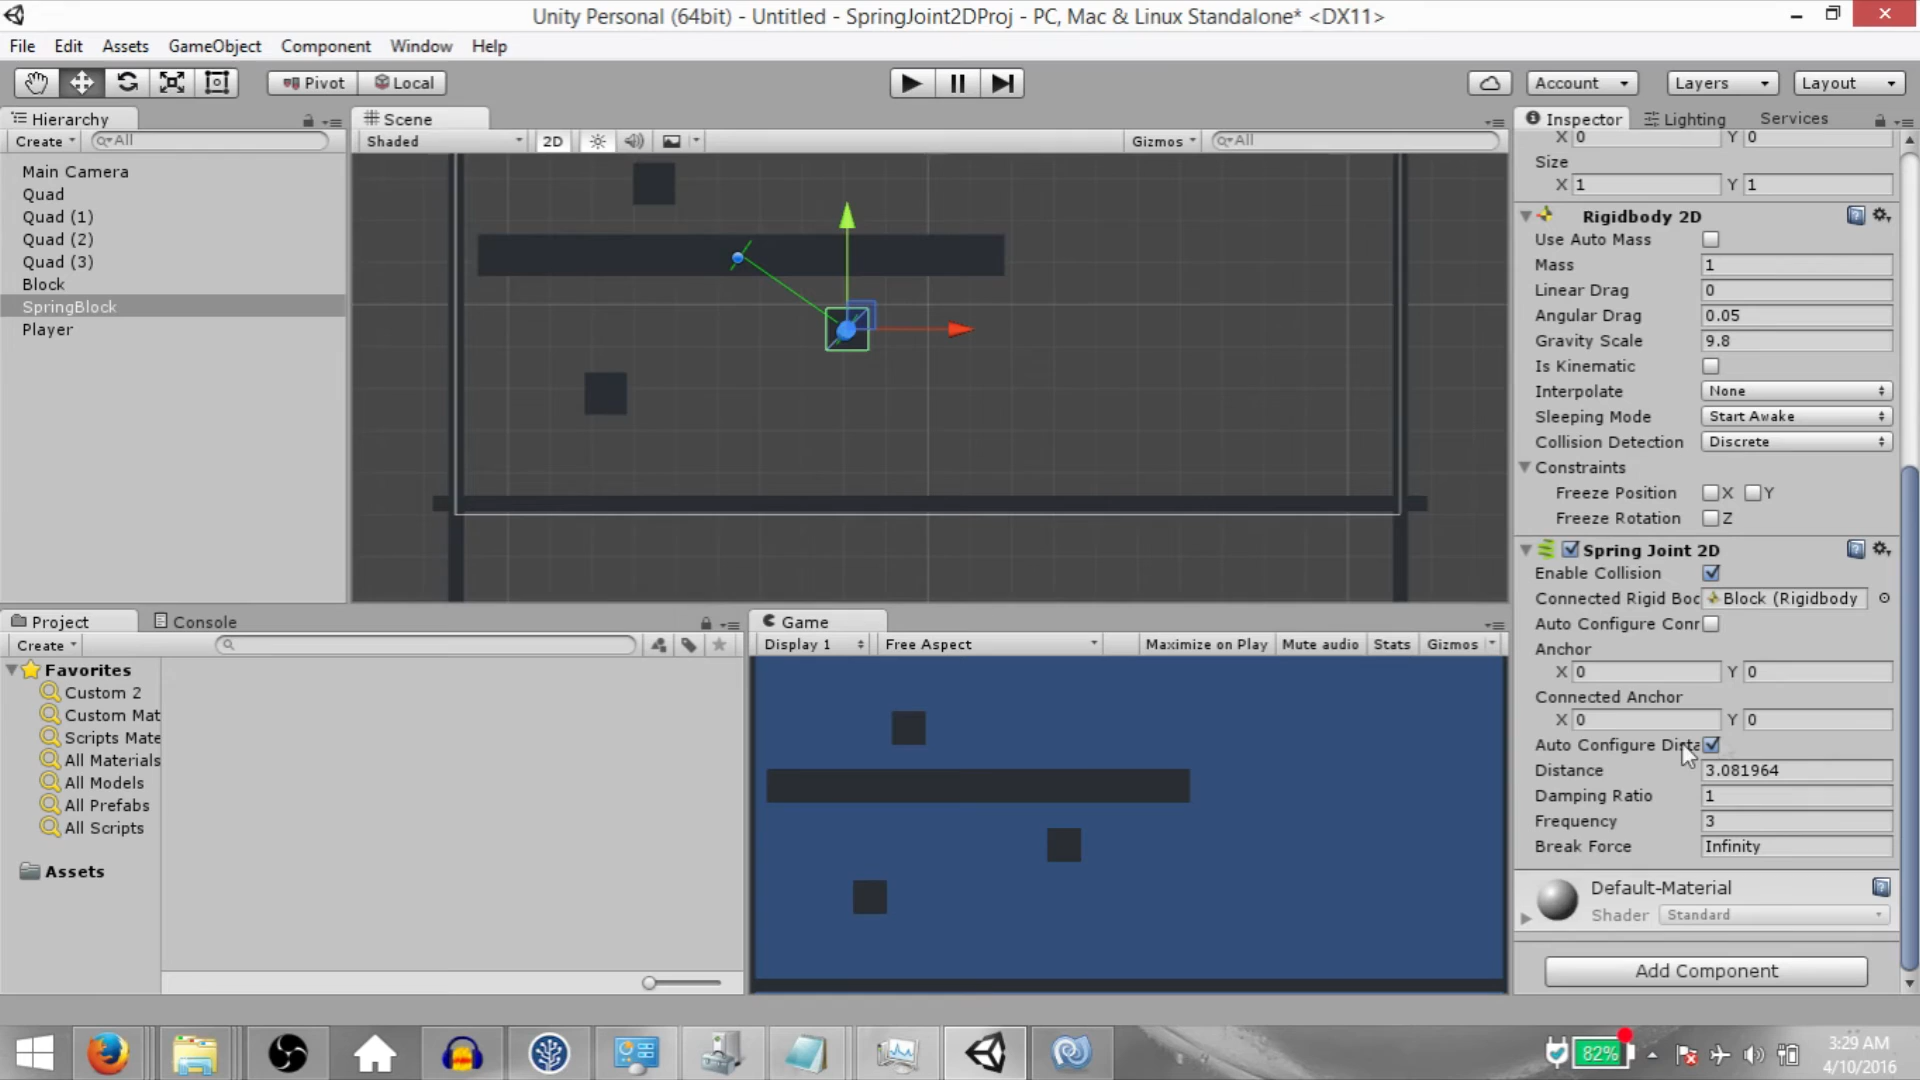 Unity Personal (64bit) - Untitled - SpringJoint2DProj - PC, Mac & Linux Standalone* <DX11>
File Edit Assets GameObject Component Window Help
Pivot Local Account Layers Layout
Hierarchy
Create All
Main Camera
Quad
Quad (1)
Quad (2)
Quad (3)
Block
SpringBlock
Player
Scene
Shaded 2D Gizmos All
Inspector Lighting Services
X 0 Y 0
Size
X 1 Y 1
Rigidbody 2D
Use Auto Mass
Mass 1
Linear Drag 0
Angular Drag 0.05
Gravity Scale 9.8
Is Kinematic
Interpolate None
Sleeping Mode Start Awake
Collision Detection Discrete
Constraints
Freeze Position X Y
Freeze Rotation Z
Spring Joint 2D
Enable Collision
Connected Rigid Boc Block (Rigidbody
Auto Configure Conr
Anchor
X 0 Y 0
Connected Anchor
X 0 Y 0
Auto Configure Dista
Distance 3.081964
Damping Ratio 1
Frequency 3
Break Force Infinity
Default-Material
Shader Standard
Add Component
Project Console
Create
Favorites
Custom 2
Custom Mat
Scripts Mate
All Materials
All Models
All Prefabs
All Scripts
Assets
Game
Display 1 Free Aspect Maximize on Play Mute audio Stats Gizmos
82%
3:29 AM
4/10/2016